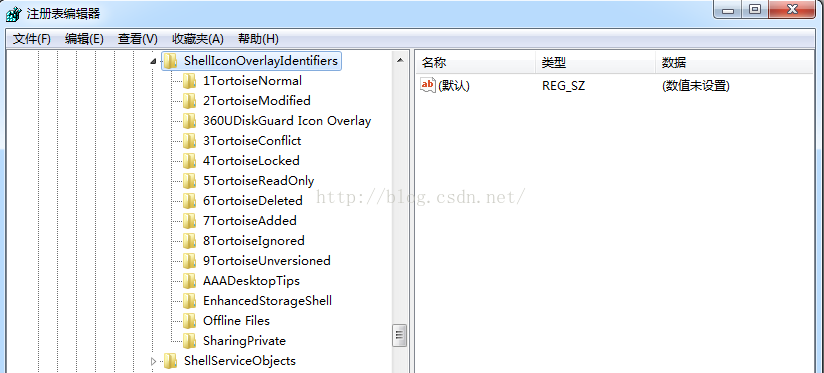 注册表编辑器
文件(F) 编辑(E) 查看(V) 收藏夹(A) 帮助(H)
ShellIconOverlayIdentifiers
1TortoiseNormal
2TortoiseModified
360UDiskGuard Icon Overlay
3TortoiseConflict
4TortoiseLocked
5TortoiseReadOnly
6TortoiseDeleted
7TortoiseAdded
8TortoiseIgnored
9TortoiseUnversioned
AAADesktopTips
EnhancedStorageShell
Offline Files
SharingPrivate
ShellServiceObjects
名称 类型 数据
ab (默认) REG_SZ (数值未设置)
http://blog.csdn.net/